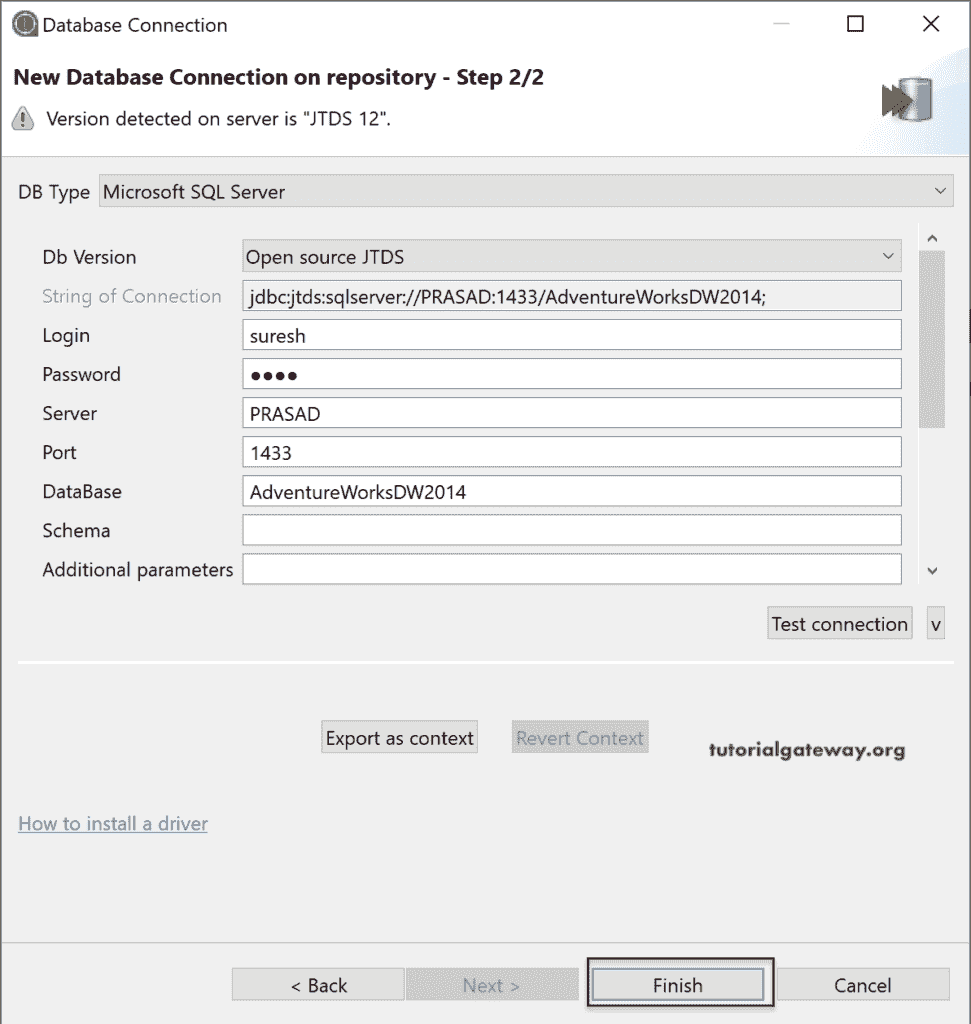 Database Connection
New Database Connection on repository - Step 2/2
Version detected on server is "JTDS 12".
DB Type Microsoft SQL Server
Db Version Open source JTDS
String of Connection jdbc:jtds:sqlserver://PRASAD:1433/AdventureWorksDW2014;
Login suresh
Password ●●●●
Server PRASAD
Port 1433
DataBase AdventureWorksDW2014
Schema
Additional parameters
Test connection v
Export as context Revert Context
tutorialgateway.org
How to install a driver
< Back Next > Finish Cancel